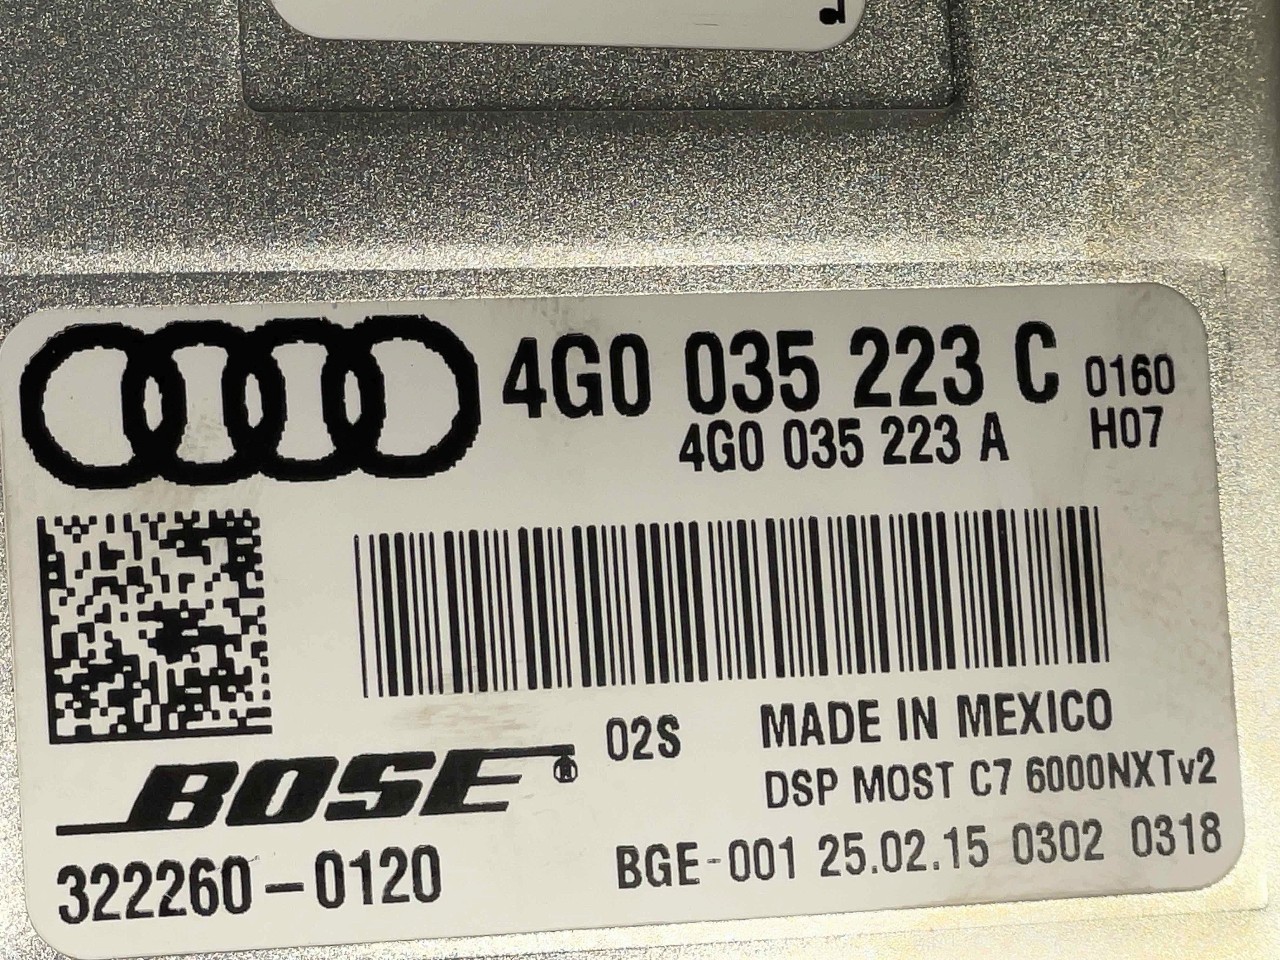 4G0 035 223 C 0160
4G0 035 223 A H07
02S MADE IN MEXICO
BOSE® DSP MOST C7 6000NXTv2
322260-0120 BGE-001 25.02.15 0302 0318